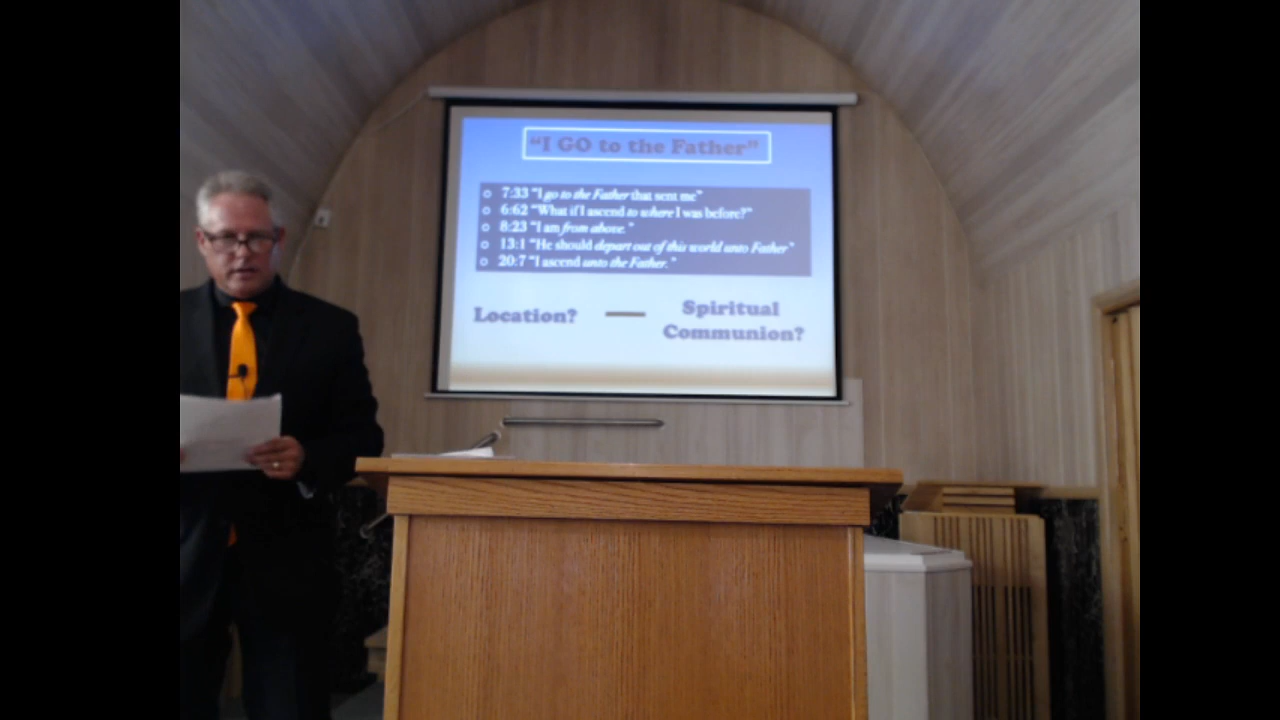 “I GO to the Father”
7:33 “I go to the Father that sent me”
6:62 “What if I ascend to where I was before?”
8:23 “I am from above.”
13:1 “He should depart out of this world unto Father”
20:7 “I ascend unto the Father.”
Location? — Spiritual
Communion?